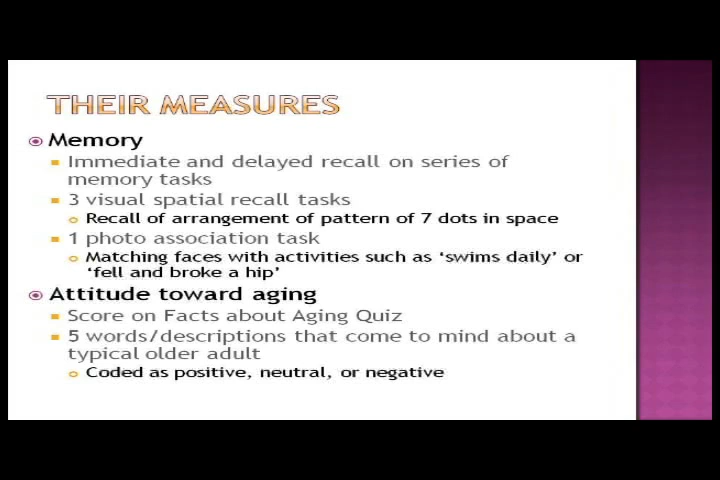 THEIR MEASURES
Memory
Immediate and delayed recall on series of
memory tasks
3 visual spatial recall tasks
Recall of arrangement of pattern of 7 dots in space
1 photo association task
Matching faces with activities such as ‘swims daily’ or
‘fell and broke a hip’
Attitude toward aging
Score on Facts about Aging Quiz
5 words/descriptions that come to mind about a
typical older adult
Coded as positive, neutral, or negative